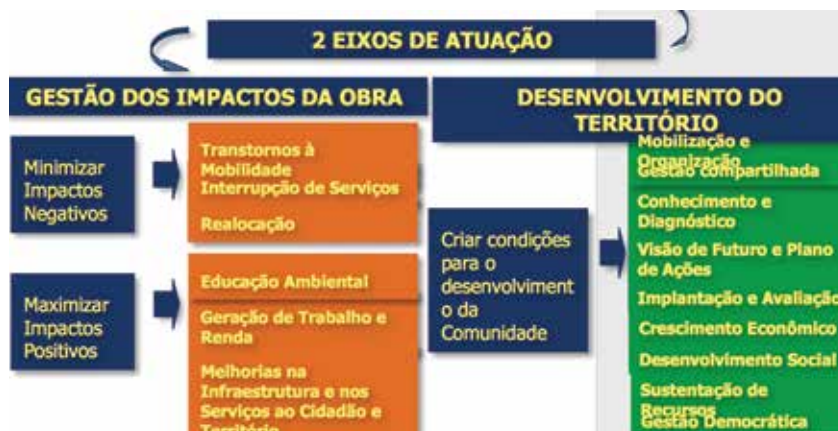 2 EIXOS DE ATUAÇÃO
GESTÃO DOS IMPACTOS DA OBRA
Minimizar
Impactos
Negativos
Transtornos à
Mobilidade
Interrupção de Serviços
Realocação
Maximizar
Impactos
Positivos
Educação Ambiental
Geração de Trabalho e
Renda
Melhorias na
Infraestrutura e nos
Serviços ao Cidadão e
Território
DESENVOLVIMENTO DO
TERRITÓRIO
Criar condições
para o
desenvolviment
o da
Comunidade
Mobilização e
Organização
Gestão compartilhada
Conhecimento e
Diagnóstico
Visão de Futuro e Plano
de Ações
Implantação e Avaliação
Crescimento Econômico
Desenvolvimento Social
Sustentação de
Recursos
Gestão Democrática